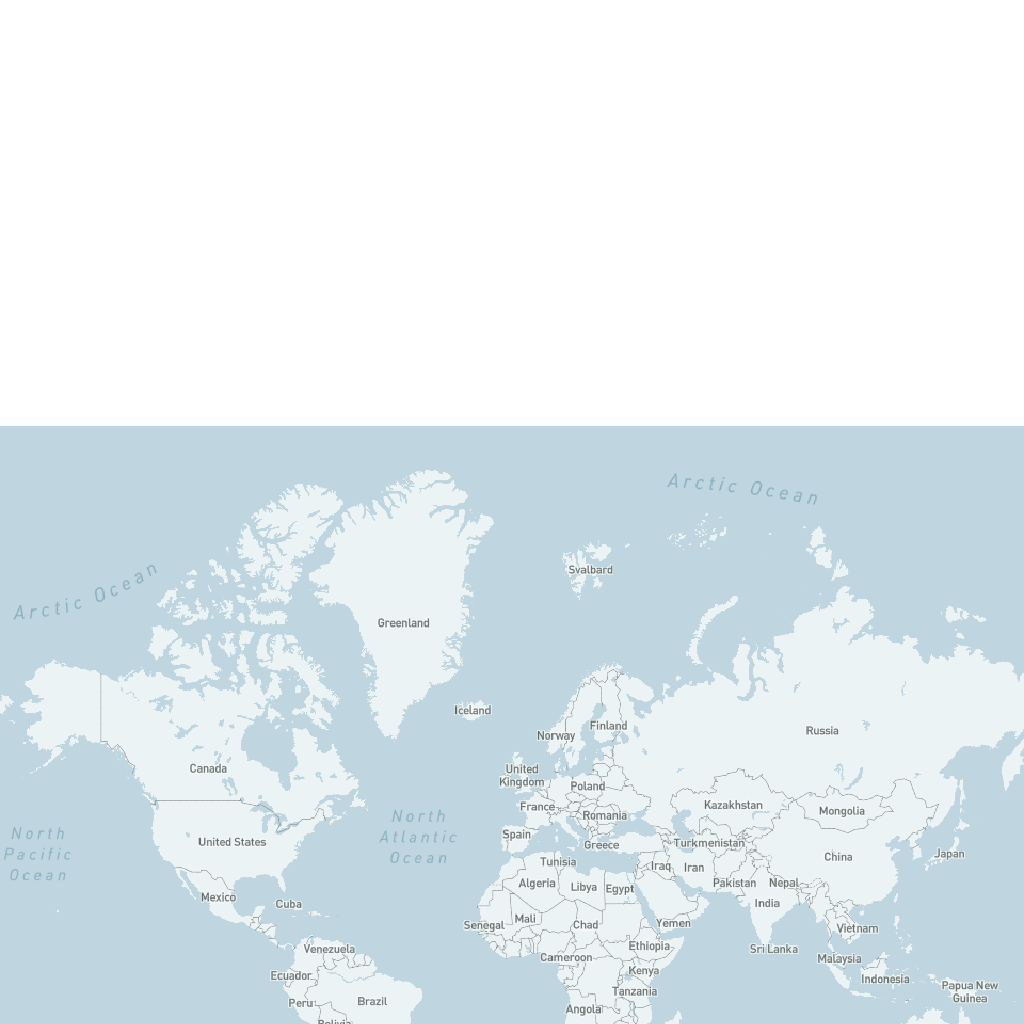 Arctic Ocean
Svalbard
Arctic Ocean
Greenland
Iceland
Finland
Norway
Russia
Canada
United
Kingdom
Poland
Kazakhstan
France
Mongolia
North
Atlantic
Ocean
Romania
North
Pacific
Ocean
Spain
United States
Greece
Turkmenistan
Japan
China
Tunisia
Iraq
Iran
Algeria
Libya
Egypt
Pakistan
Nepal
Mexico
Cuba
India
Senegal
Mali
Chad
Yemen
Vietnam
Venezuela
Ethiopia
Sri Lanka
Cameroon
Malaysia
Ecuador
Kenya
Indonesia
Papua New
Guinea
Tanzania
Peru
Brazil
Angola
Bolivia